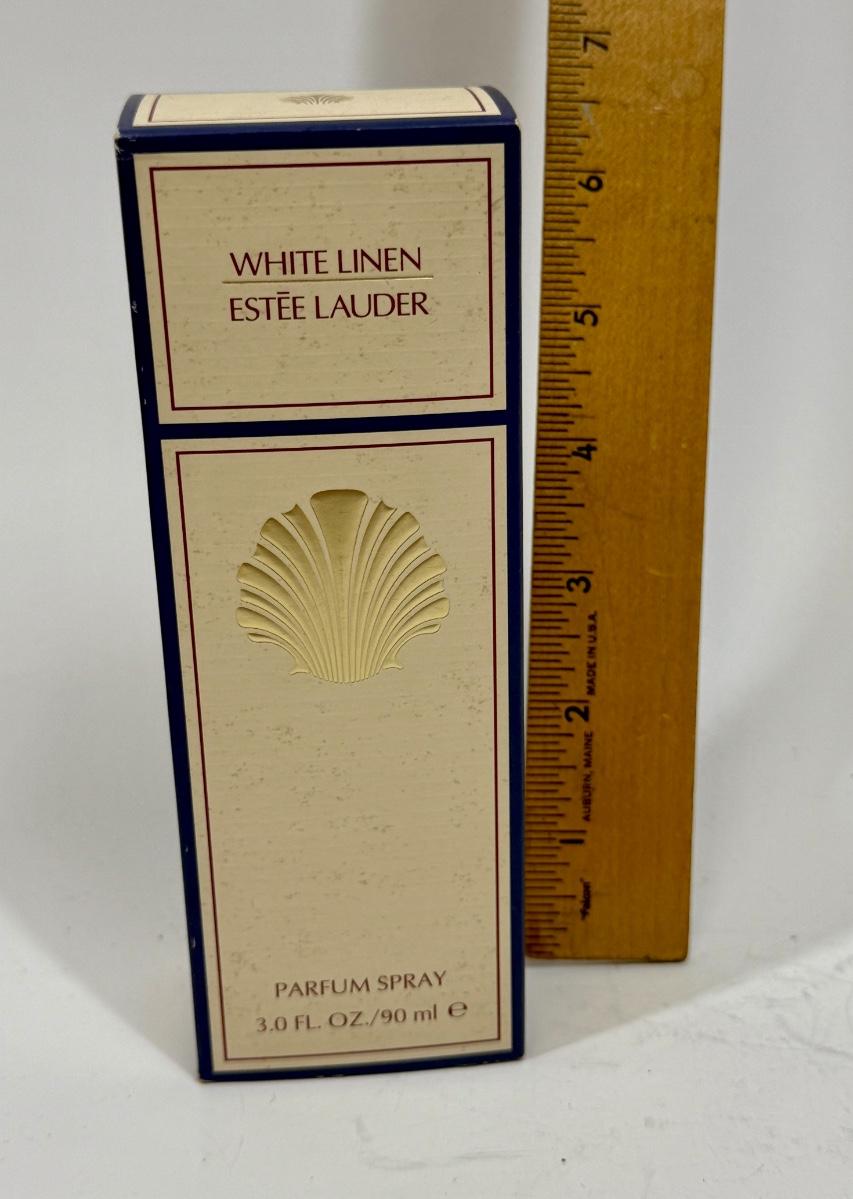 WHITE LINEN
ESTĒE LAUDER
PARFUM SPRAY
3.0 FL. OZ./90 ml ℮
7
6
5
4
3
2
1
MADE IN U.S.A.
AUBURN, MAINE
"Falcon"